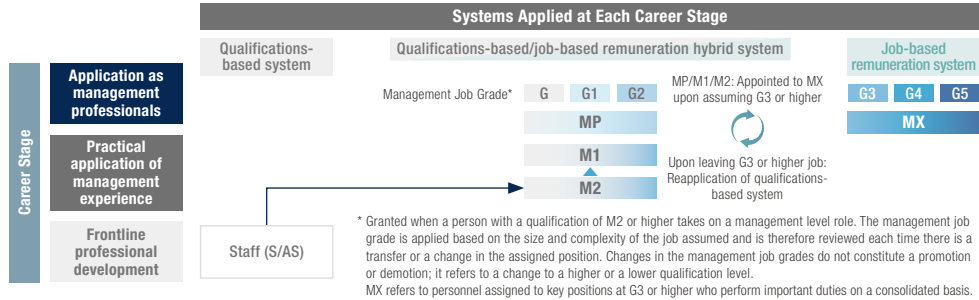 Systems Applied at Each Career Stage
Qualifications-
based system
Qualifications-based/job-based remuneration hybrid system
Job-based
remuneration system
Career Stage
Application as
management
professionals
Practical
application of
management
experience
Frontline
professional
development
Management Job Grade*
G
G1
G2
MP
M1
M2
MP/M1/M2: Appointed to MX
upon assuming G3 or higher
Upon leaving G3 or higher job:
Reapplication of qualifications-
based system
G3
G4
G5
MX
Staff (S/AS)
* Granted when a person with a qualification of M2 or higher takes on a management level role. The management job
grade is applied based on the size and complexity of the job assumed and is therefore reviewed each time there is a
transfer or a change in the assigned position. Changes in the management job grades do not constitute a promotion
or demotion; it refers to a change to a higher or a lower qualification level.
MX refers to personnel assigned to key positions at G3 or higher who perform important duties on a consolidated basis.